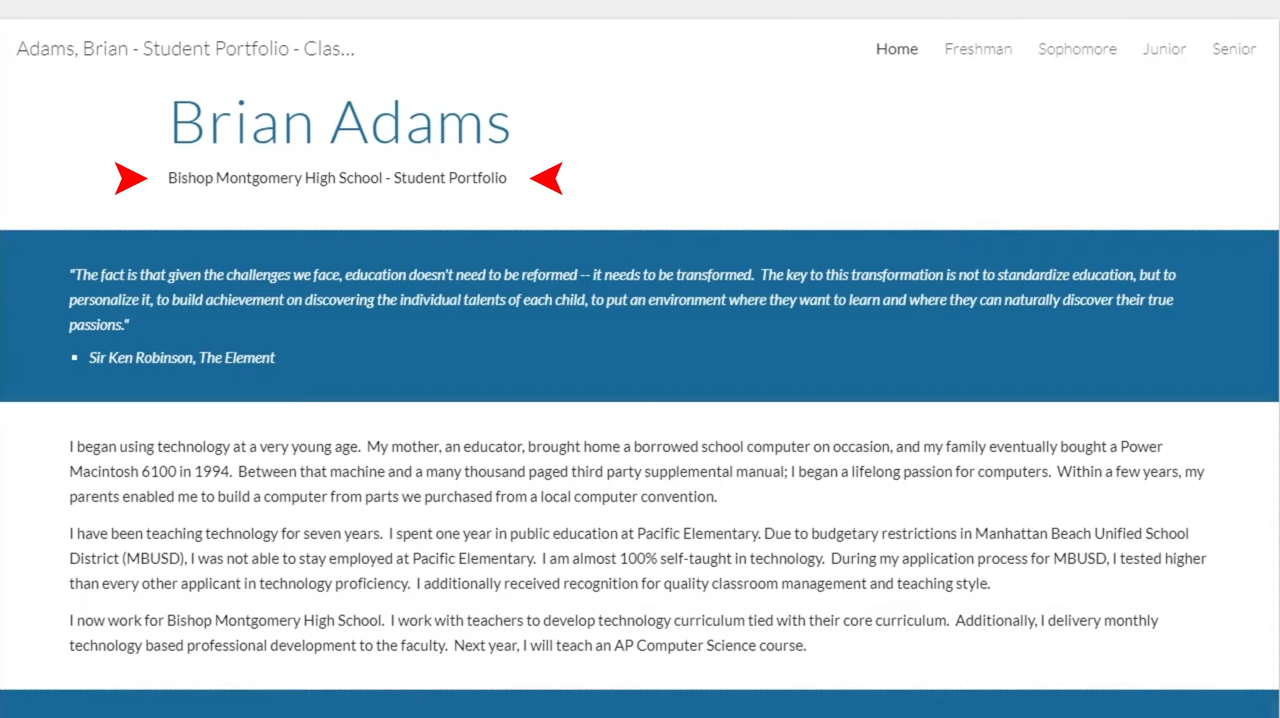 Adams, Brian - Student Portfolio - Clas...
Home Freshman Sophomore Junior Senior
Brian Adams
Bishop Montgomery High School - Student Portfolio
"The fact is that given the challenges we face, education doesn't need to be reformed -- it needs to be transformed. The key to this transformation is not to standardize education, but to
personalize it, to build achievement on discovering the individual talents of each child, to put an environment where they want to learn and where they can naturally discover their true
passions."
▪ Sir Ken Robinson, The Element
I began using technology at a very young age. My mother, an educator, brought home a borrowed school computer on occasion, and my family eventually bought a Power
Macintosh 6100 in 1994. Between that machine and a many thousand paged third party supplemental manual; I began a lifelong passion for computers. Within a few years, my
parents enabled me to build a computer from parts we purchased from a local computer convention.
I have been teaching technology for seven years. I spent one year in public education at Pacific Elementary. Due to budgetary restrictions in Manhattan Beach Unified School
District (MBUSD), I was not able to stay employed at Pacific Elementary. I am almost 100% self-taught in technology. During my application process for MBUSD, I tested higher
than every other applicant in technology proficiency. I additionally received recognition for quality classroom management and teaching style.
I now work for Bishop Montgomery High School. I work with teachers to develop technology curriculum tied with their core curriculum. Additionally, I delivery monthly
technology based professional development to the faculty. Next year, I will teach an AP Computer Science course.